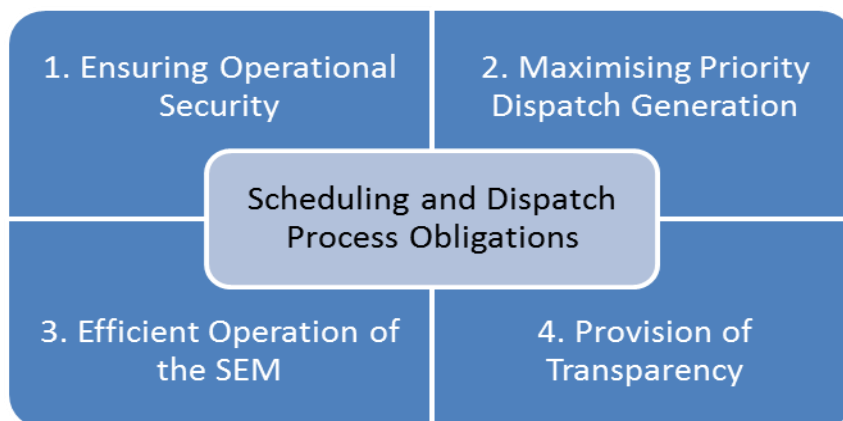 1. Ensuring Operational
Security
2. Maximising Priority
Dispatch Generation
Scheduling and Dispatch
Process Obligations
3. Efficient Operation of
the SEM
4. Provision of
Transparency